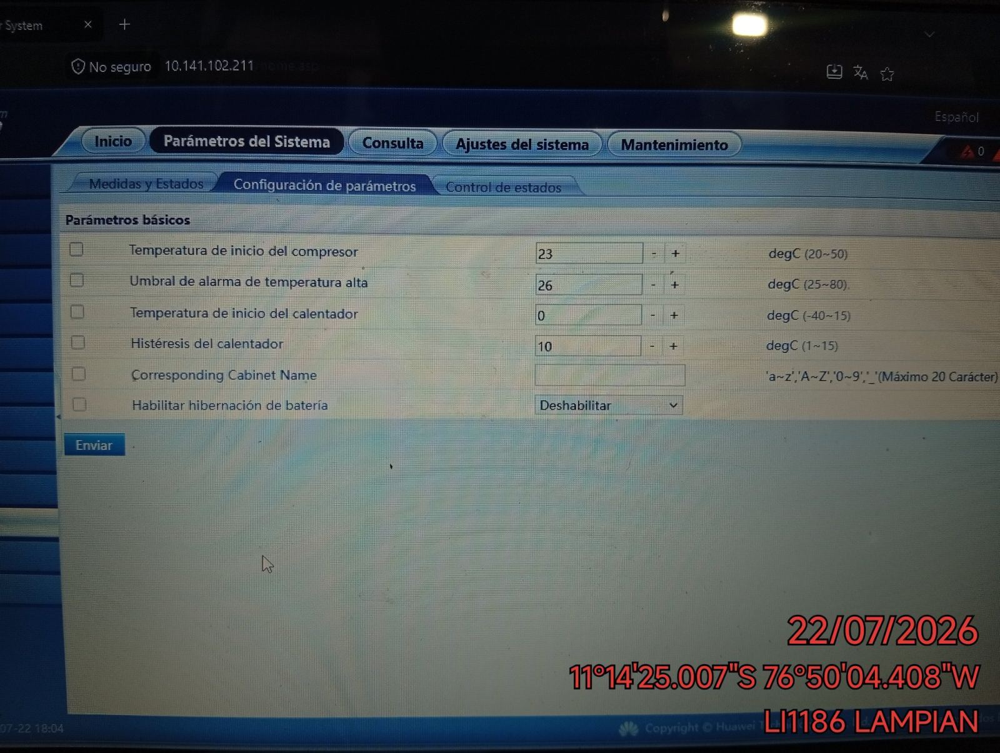 System × +
No seguro 10.141.102.211/home.asp
Español
Inicio Parámetros del Sistema Consulta Ajustes del sistema Mantenimiento 0
Medidas y Estados Configuración de parámetros Control de estados
Parámetros básicos
Temperatura de inicio del compresor 23 - + degC (20~50)
Umbral de alarma de temperatura alta 26 - + degC (25~80)
Temperatura de inicio del calentador 0 - + degC (-40~15)
Histéresis del calentador 10 - + degC (1~15)
Corresponding Cabinet Name 'a~z','A~Z','0~9','_'(Máximo 20 Carácter)
Habilitar hibernación de batería Deshabilitar
Enviar
22/07/2026
11°14'25.007"S 76°50'04.408"W
LI1186 LAMPIAN
07-22 18:04 Copyright © Huawei